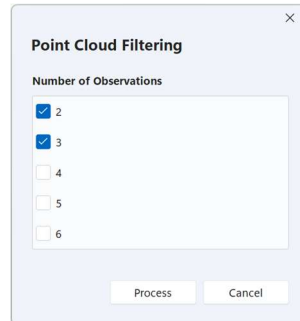 Point Cloud Filtering
Number of Observations
2
3
4
5
6
Process Cancel